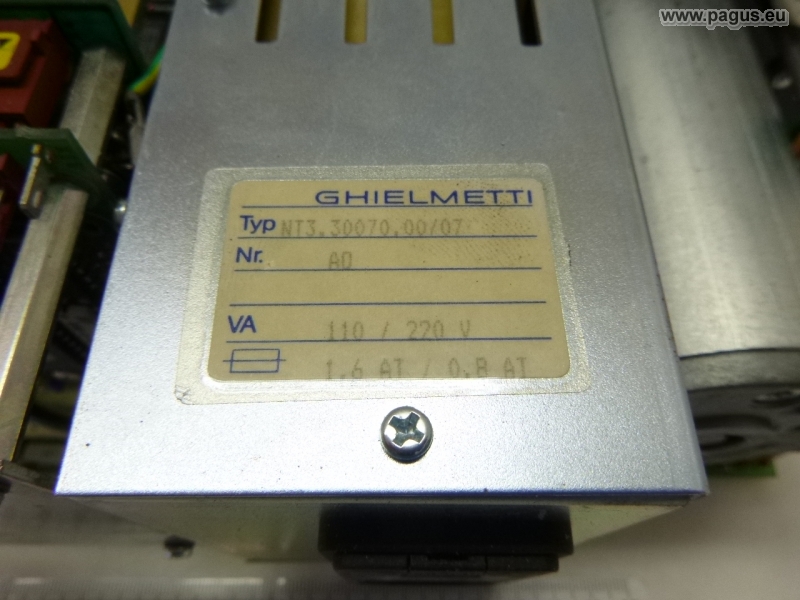 www.pagus.eu
GHIELMETTI
Typ NT3.30070.00/07
Nr. AD
VA 110 / 220 V
1.6 AT / 0.8 AT